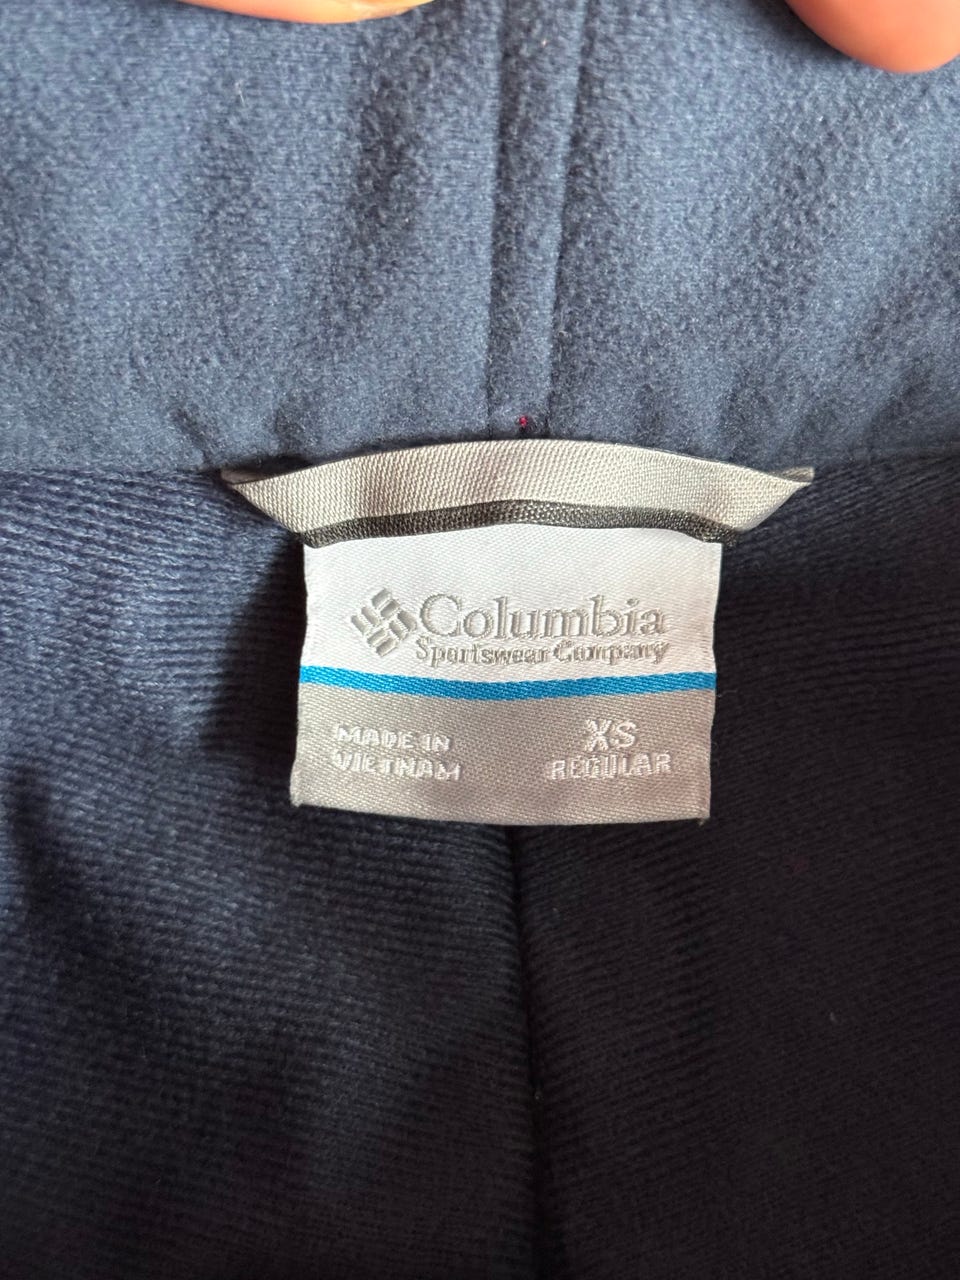 Columbia
Sportswear Company
MADE IN
VIETNAM
XS
REGULAR